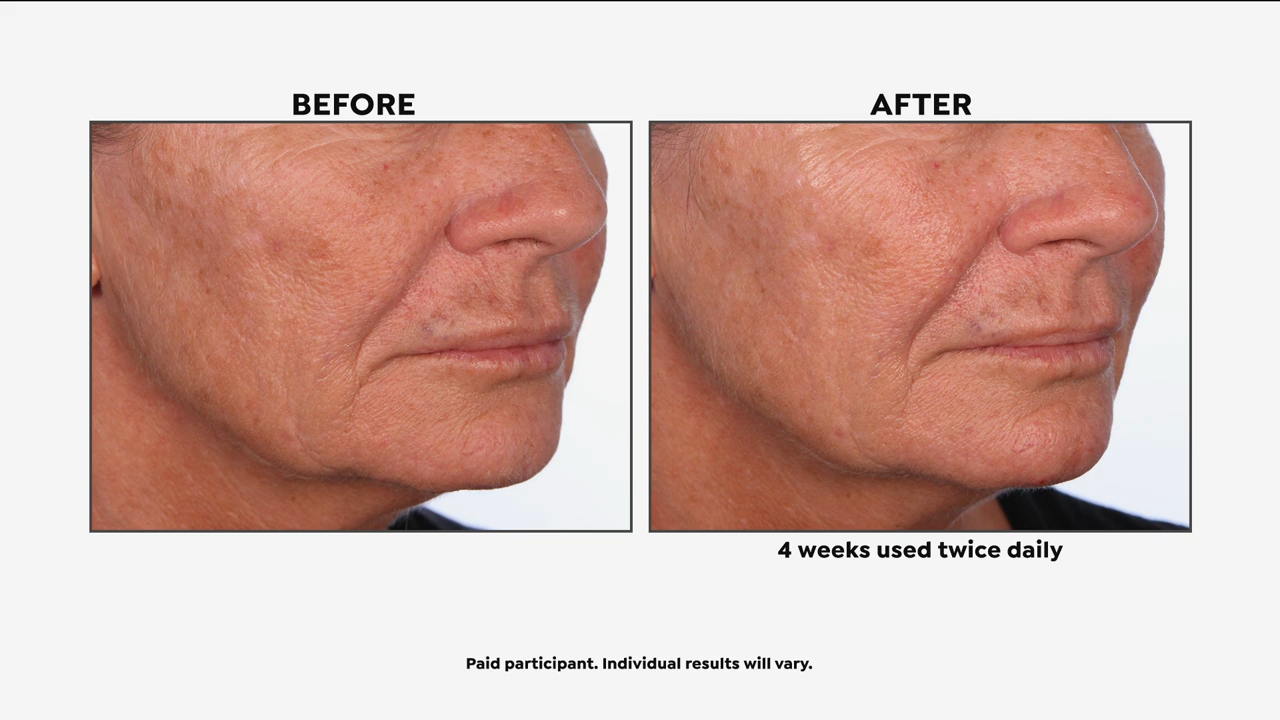 BEFORE
AFTER
4 weeks used twice daily
Paid participant. Individual results will vary.